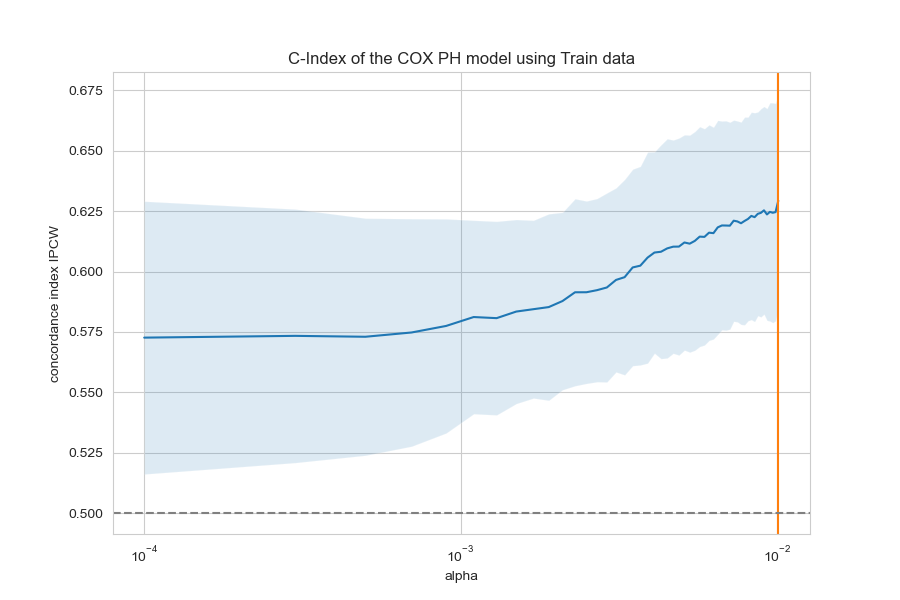 C-Index of the COX PH model using Train data
concordance index IPCW
0.675
0.650
0.625
0.600
0.575
0.550
0.525
0.500
10⁻⁴ 10⁻³ 10⁻²
alpha